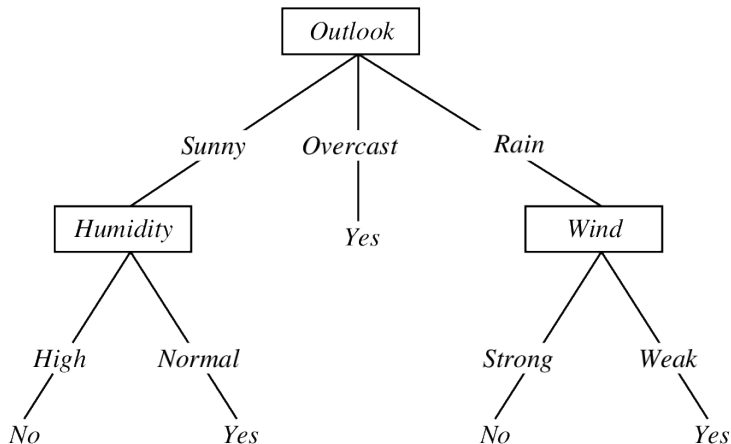 Outlook
Sunny Overcast Rain
Humidity Yes Wind
High Normal Strong Weak
No Yes No Yes